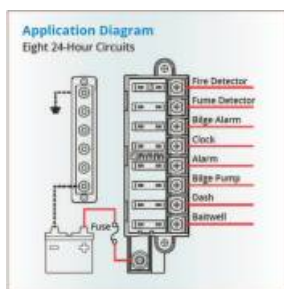 Application Diagram
Eight 24-Hour Circuits
Fire Detector
Fume Detector
Bilge Alarm
Clock
Alarm
Bilge Pump
Dash
Baitwell
Fuse